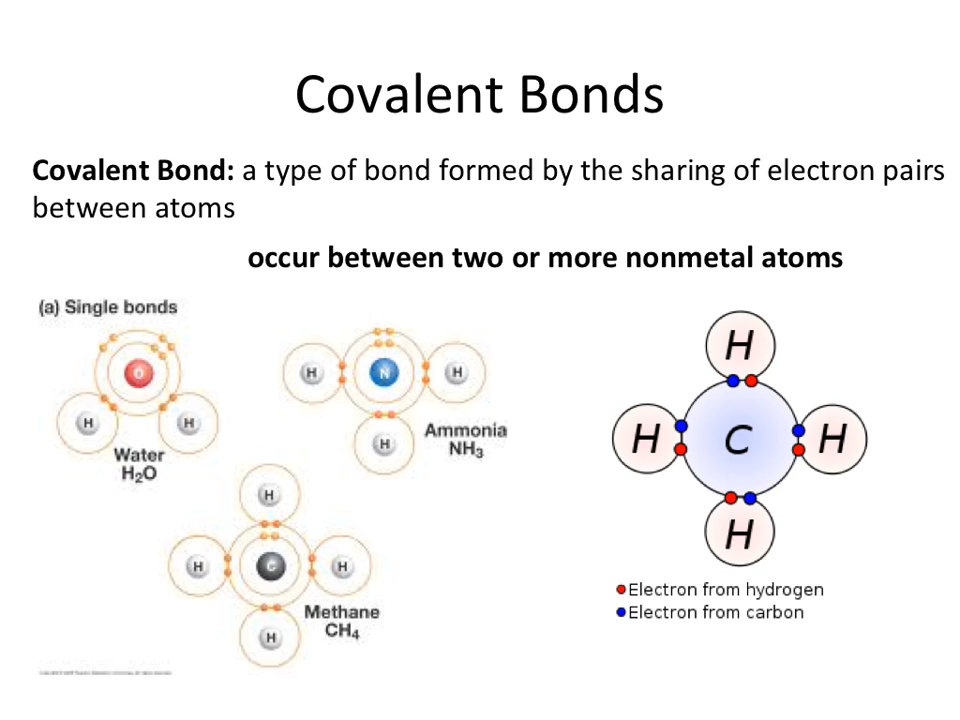 Covalent Bonds
Covalent Bond: a type of bond formed by the sharing of electron pairs
between atoms
occur between two or more nonmetal atoms
(a) Single bonds
O
H
H
Water
H₂O
H
N
H
H
Ammonia
NH₃
H
H
C
H
H
Methane
CH₄
H
H
C
H
H
Electron from hydrogen
Electron from carbon